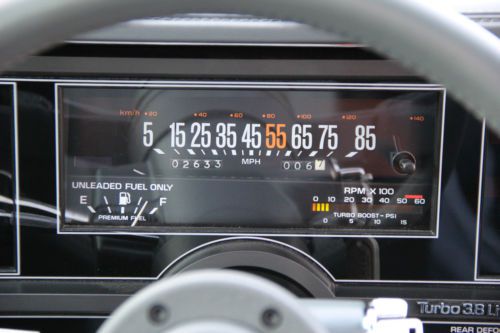 km/h 20 40 60 80 100 120 140
5 15 25 35 45 55 65 75 85
02633 MPH 006 7
UNLEADED FUEL ONLY
E F
PREMIUM FUEL
RPM X 100
0 10 20 30 40 50 60
TURBO BOOST - PSI
0 5 10 15
Turbo 3.8 Li
REAR DEFO